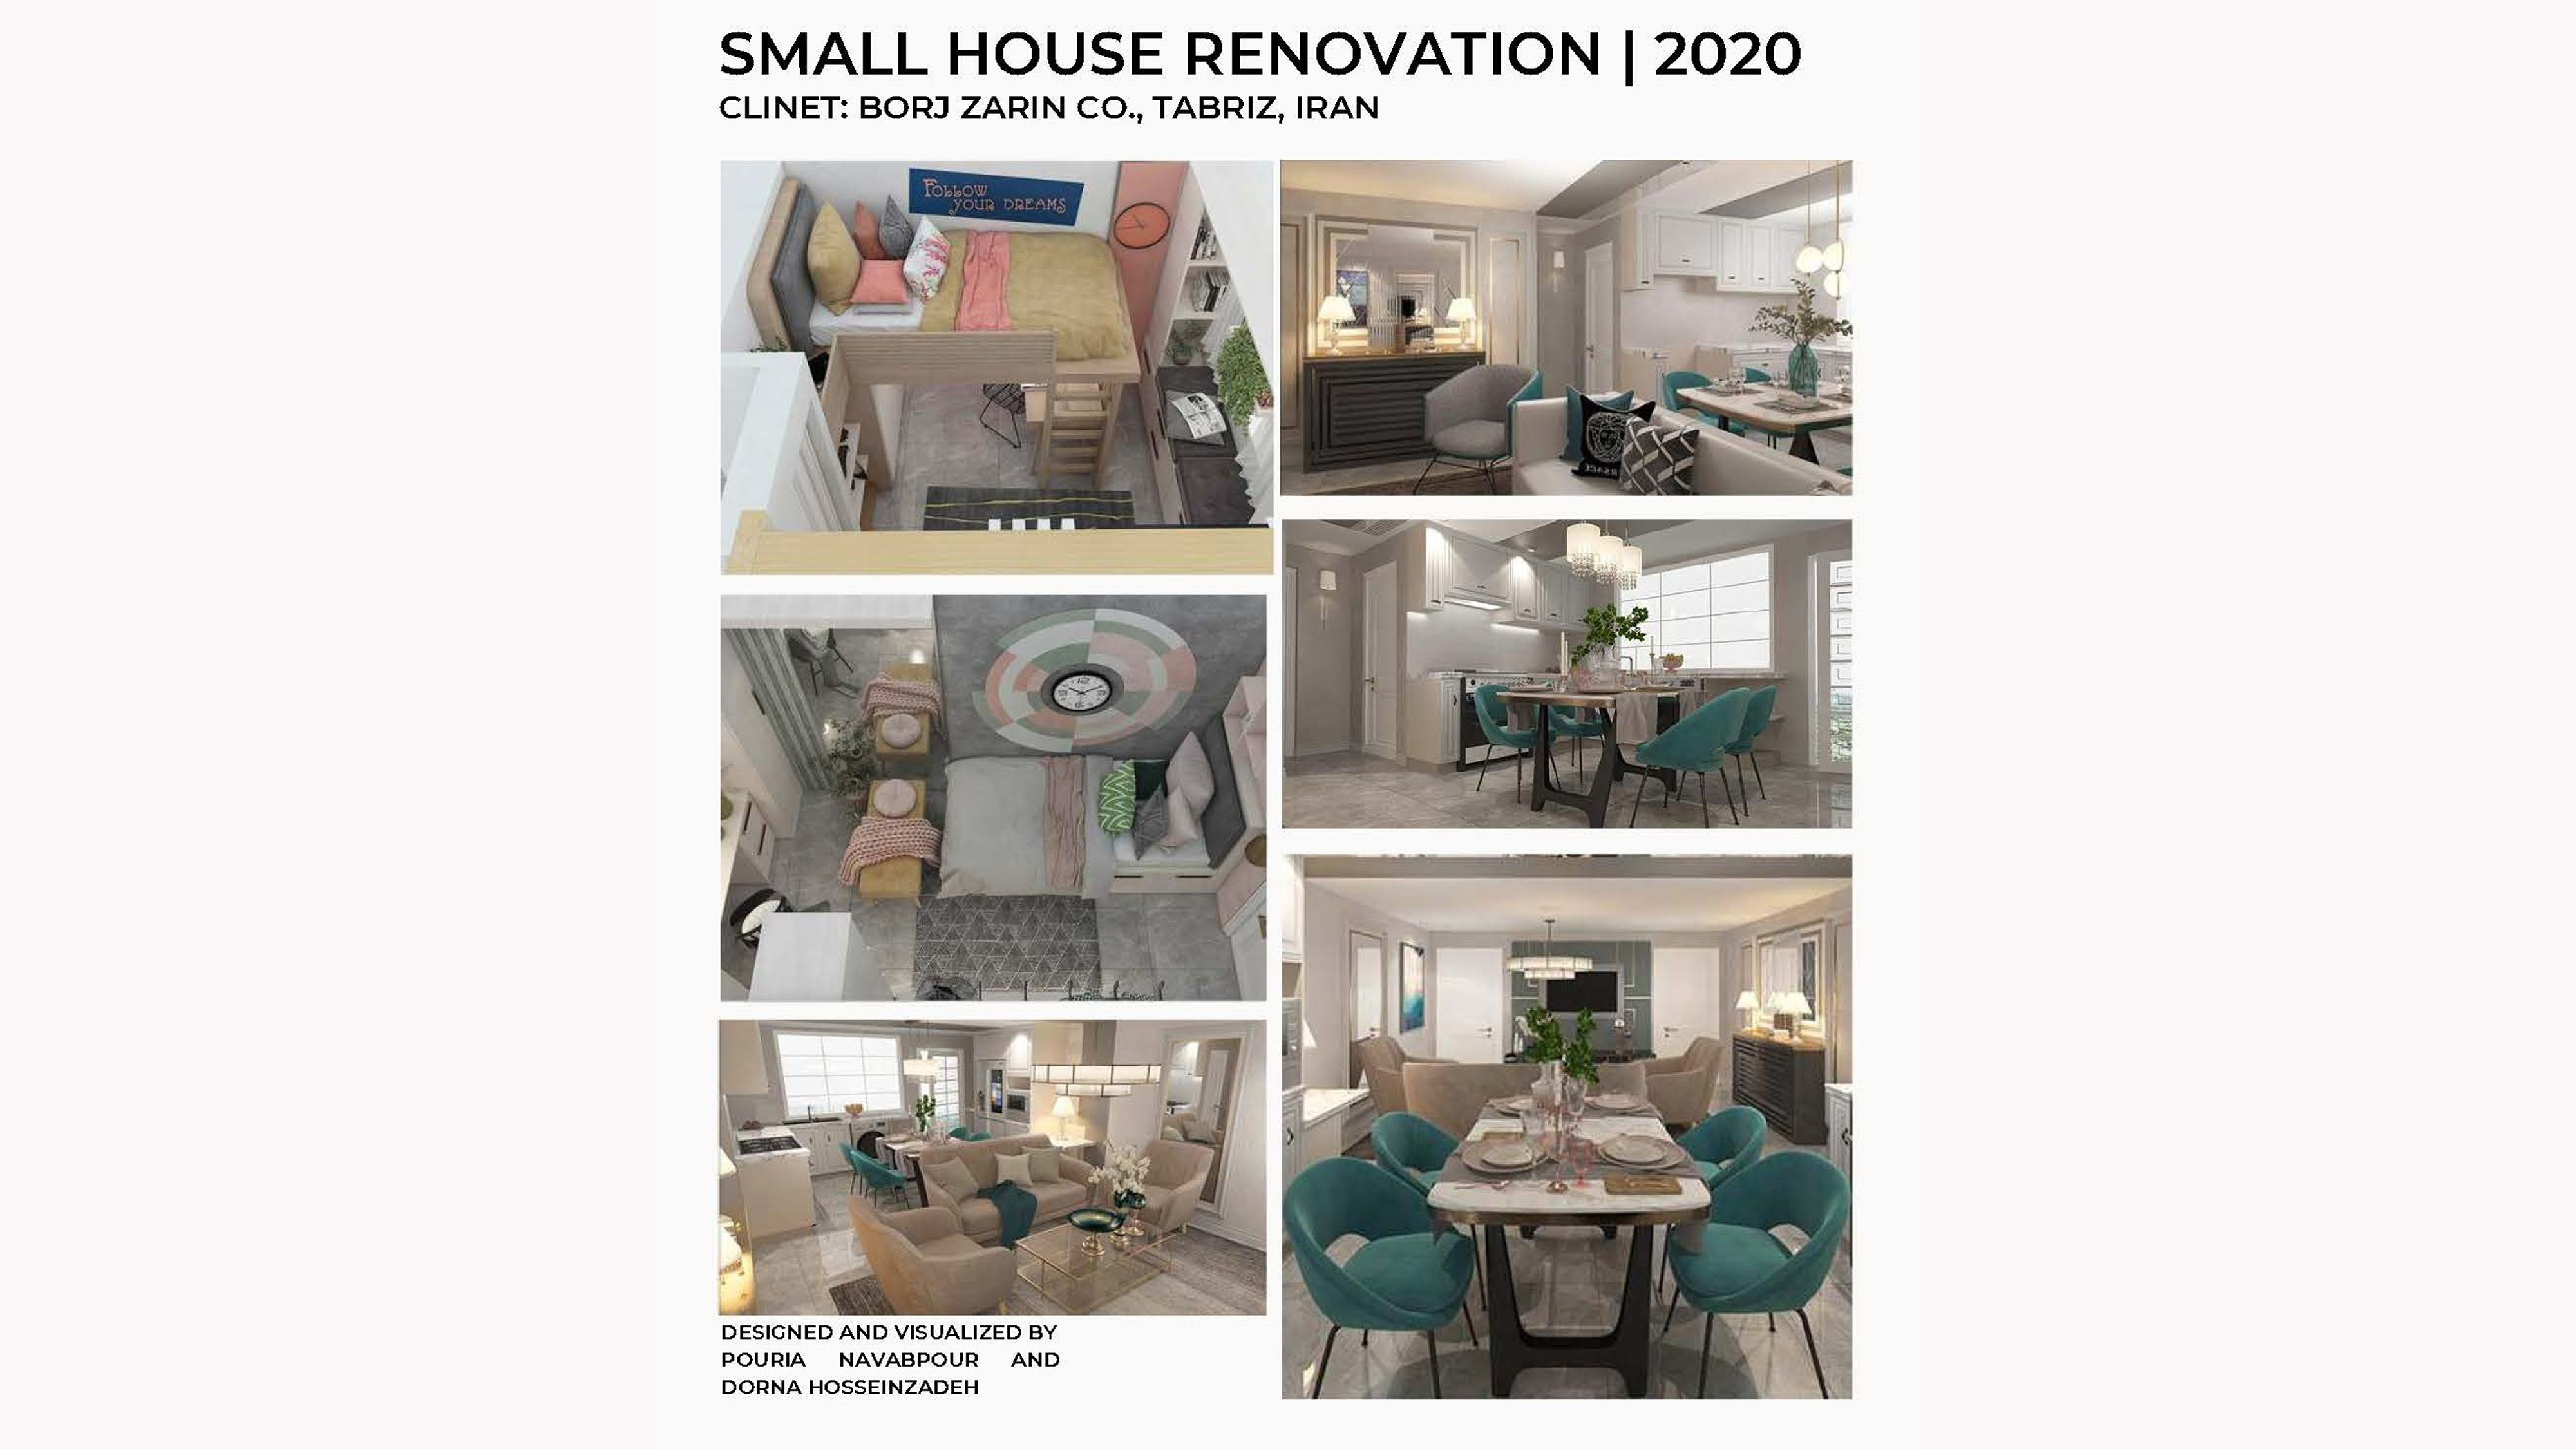 SMALL HOUSE RENOVATION | 2020
CLINET: BORJ ZARIN CO., TABRIZ, IRAN
FOLLOW
YOUR DREAMS
DESIGNED AND VISUALIZED BY
POURIA NAVABPOUR AND
DORNA HOSSEINZADEH